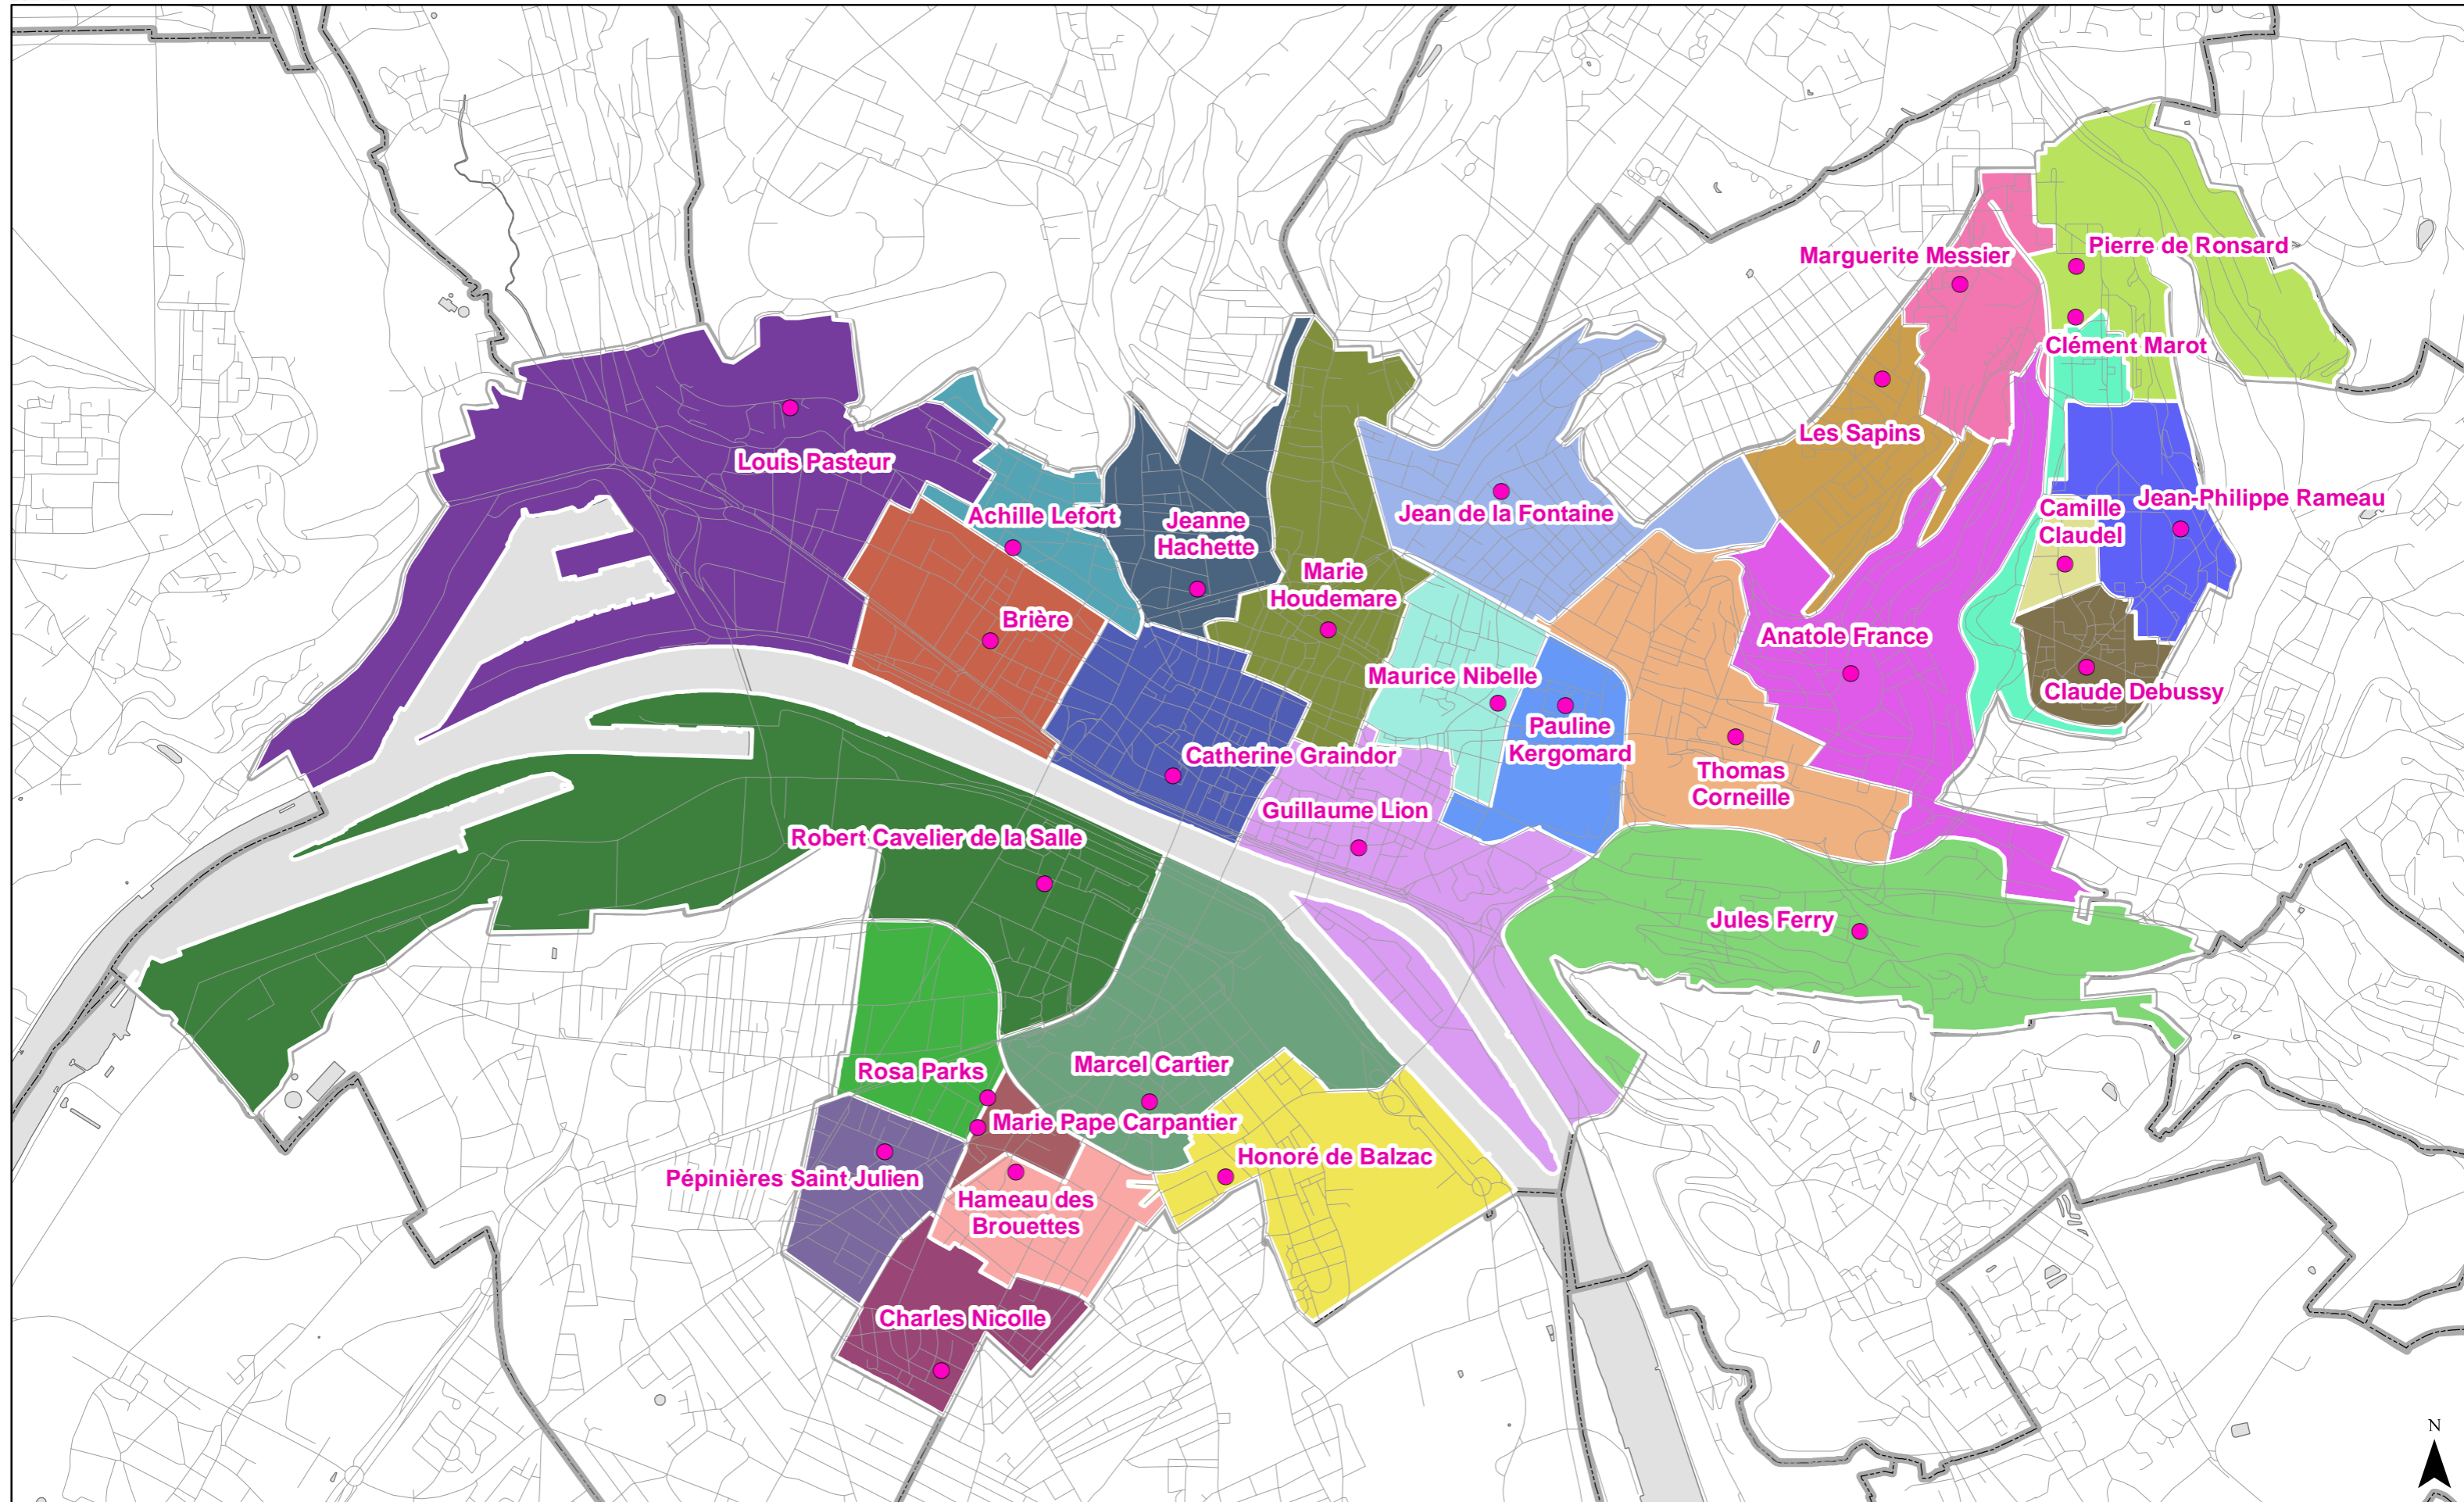 Marguerite Messier
Pierre de Ronsard
Clément Marot
Les Sapins
Louis Pasteur
Achille Lefort
Jeanne
Hachette
Jean de la Fontaine
Camille
Claudel
Jean-Philippe Rameau
Marie
Houdemare
Brière
Anatole France
Maurice Nibelle
Claude Debussy
Pauline
Kergomard
Catherine Graindor
Thomas
Corneille
Guillaume Lion
Robert Cavelier de la Salle
Jules Ferry
Rosa Parks
Marcel Cartier
Marie Pape Carpantier
Pépinières Saint Julien
Honoré de Balzac
Hameau des
Brouettes
Charles Nicolle
N